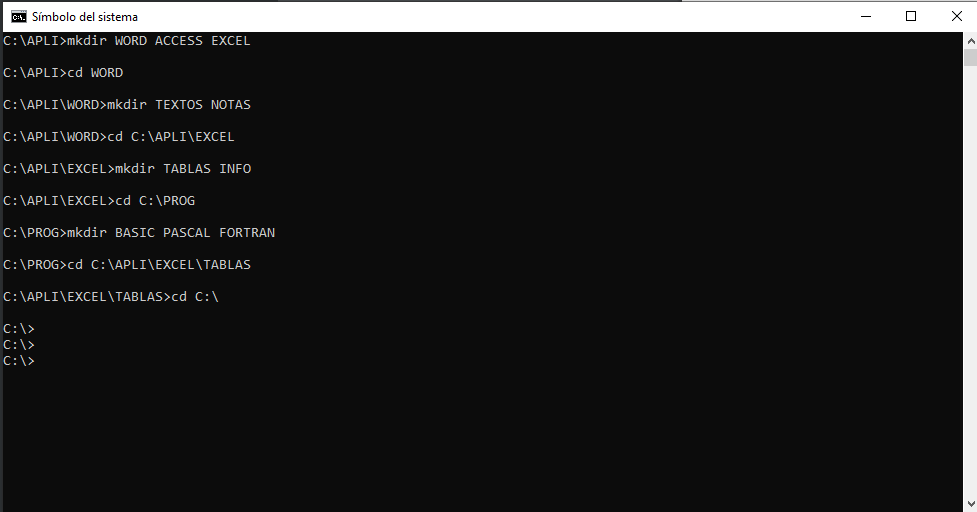 Símbolo del sistema
C:\APLI>mkdir WORD ACCESS EXCEL
C:\APLI>cd WORD
C:\APLI\WORD>mkdir TEXTOS NOTAS
C:\APLI\WORD>cd C:\APLI\EXCEL
C:\APLI\EXCEL>mkdir TABLAS INFO
C:\APLI\EXCEL>cd C:\PROG
C:\PROG>mkdir BASIC PASCAL FORTRAN
C:\PROG>cd C:\APLI\EXCEL\TABLAS
C:\APLI\EXCEL\TABLAS>cd C:\
C:\>
C:\>
C:\>